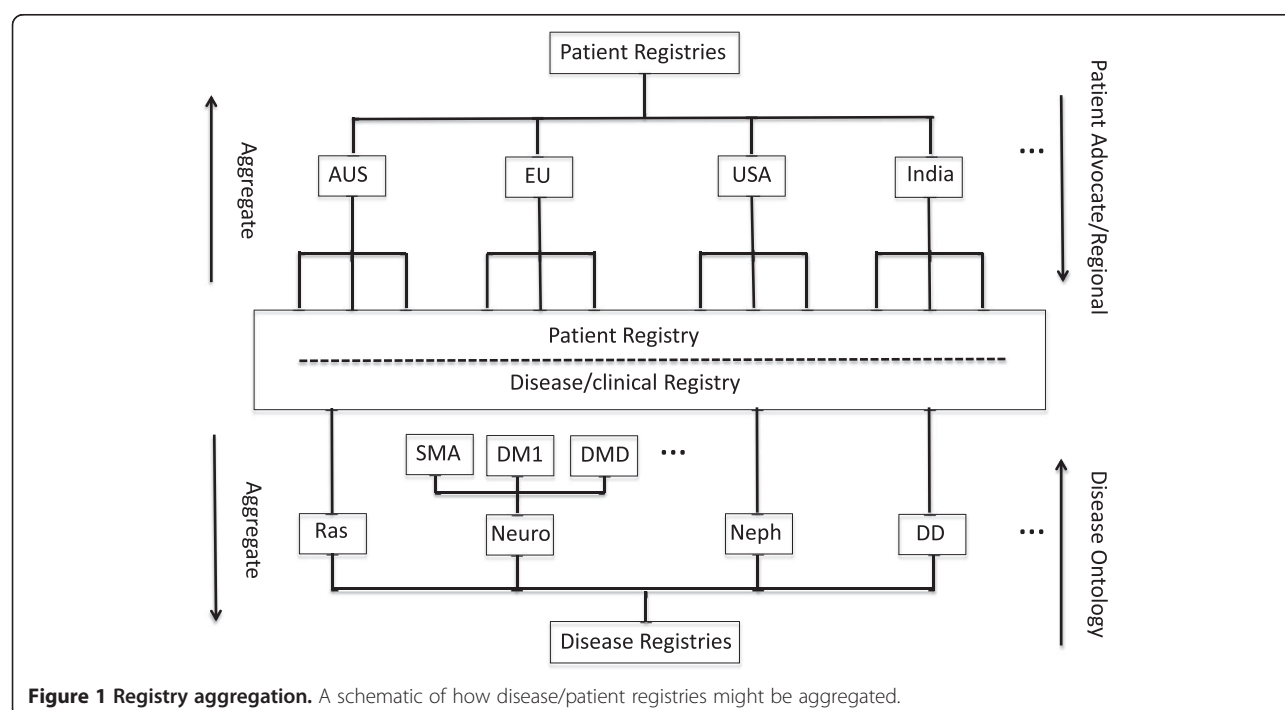 Patient Registries
Aggregate
Patient Advocate/Regional
AUS
EU
USA
India
...
Patient Registry
Disease/clinical Registry
Aggregate
Disease Ontology
SMA
DM1
DMD
...
Ras
Neuro
Neph
DD
...
Disease Registries
Figure 1 Registry aggregation. A schematic of how disease/patient registries might be aggregated.